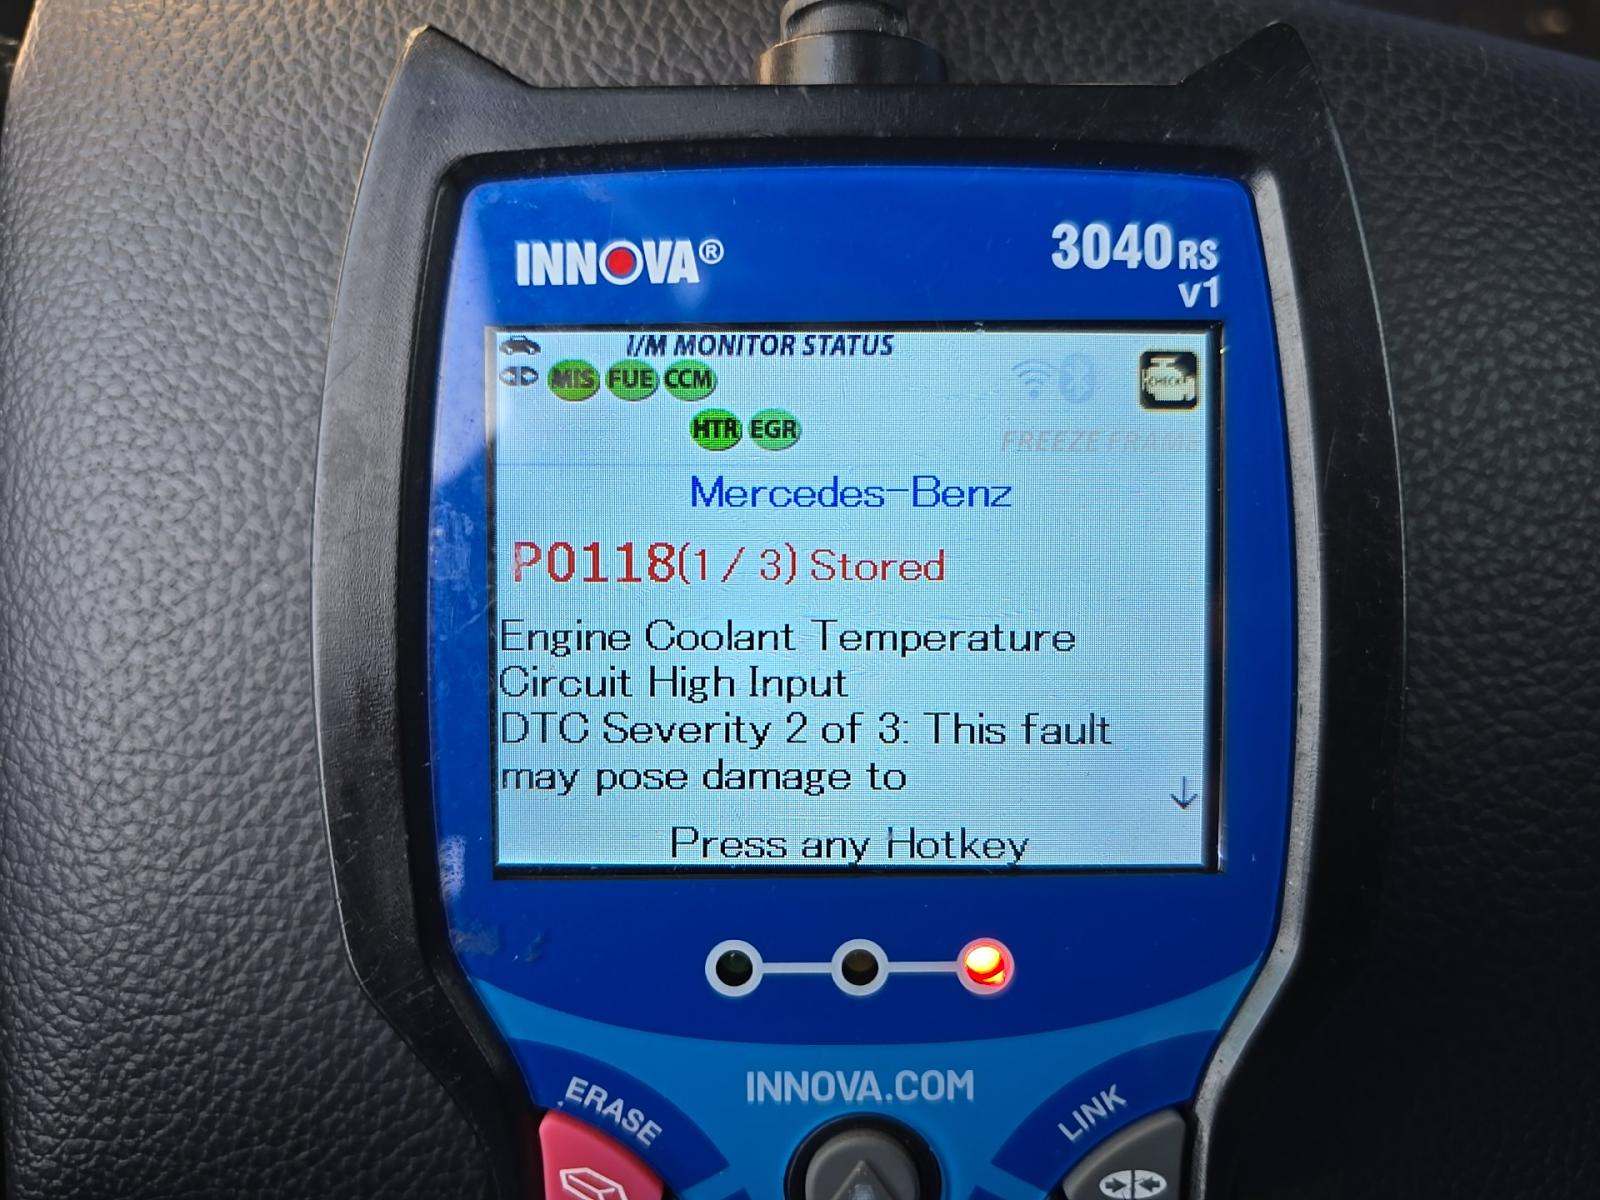 INNOVA®
3040RS
v1
I/M MONITOR STATUS
MIS FUE CCM
CHECK
HTR EGR
FREEZE FRAME
Mercedes-Benz
P0118(1 / 3) Stored
Engine Coolant Temperature
Circuit High Input
DTC Severity 2 of 3: This fault
may pose damage to
Press any Hotkey
INNOVA.COM
ERASE
LINK